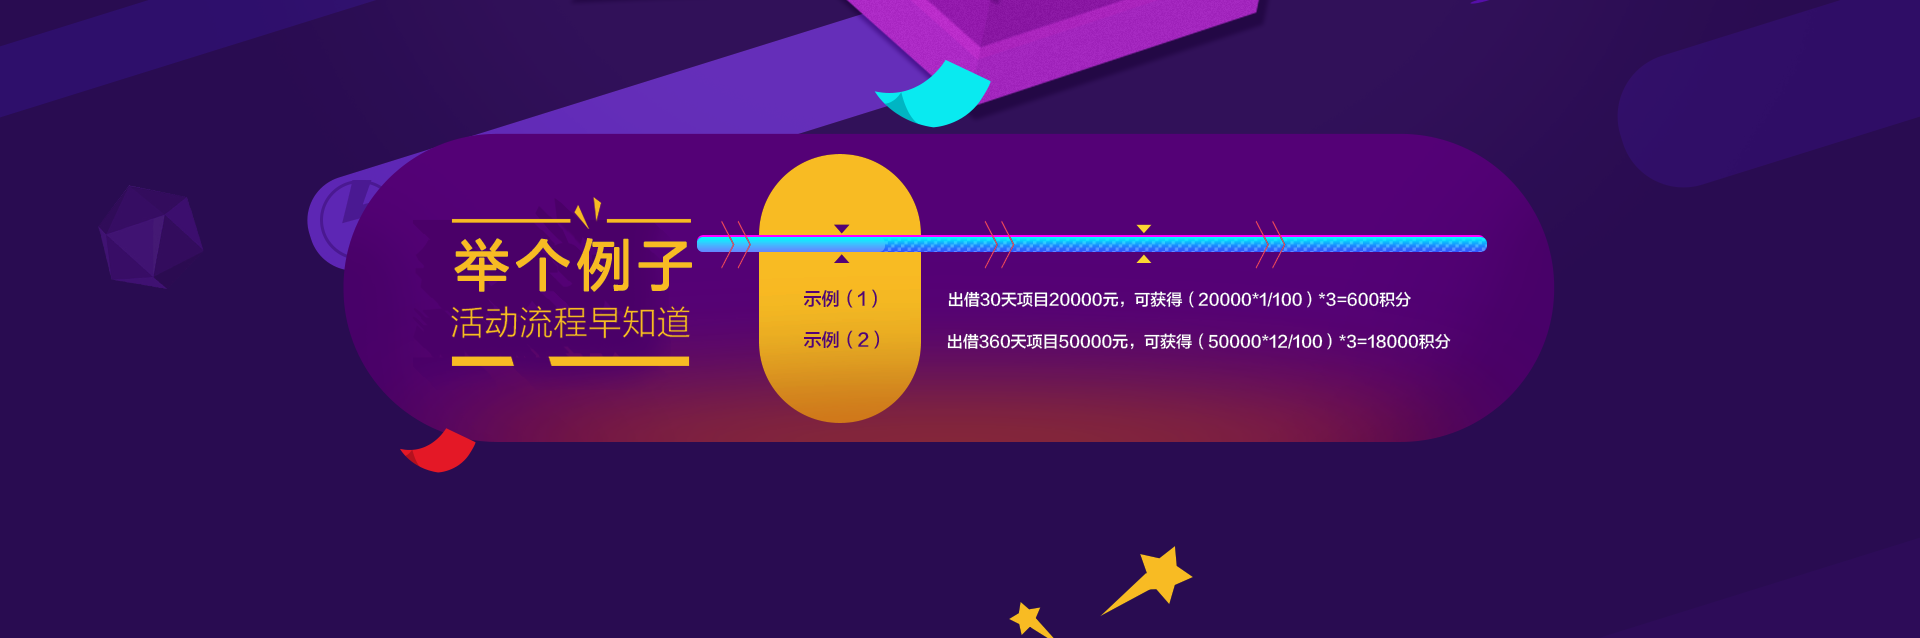 举个例子
活动流程早知道
示例（1） 出借30天项目20000元，可获得（20000*1/100）*3=600积分
示例（2） 出借360天项目50000元，可获得（50000*12/100）*3=18000积分